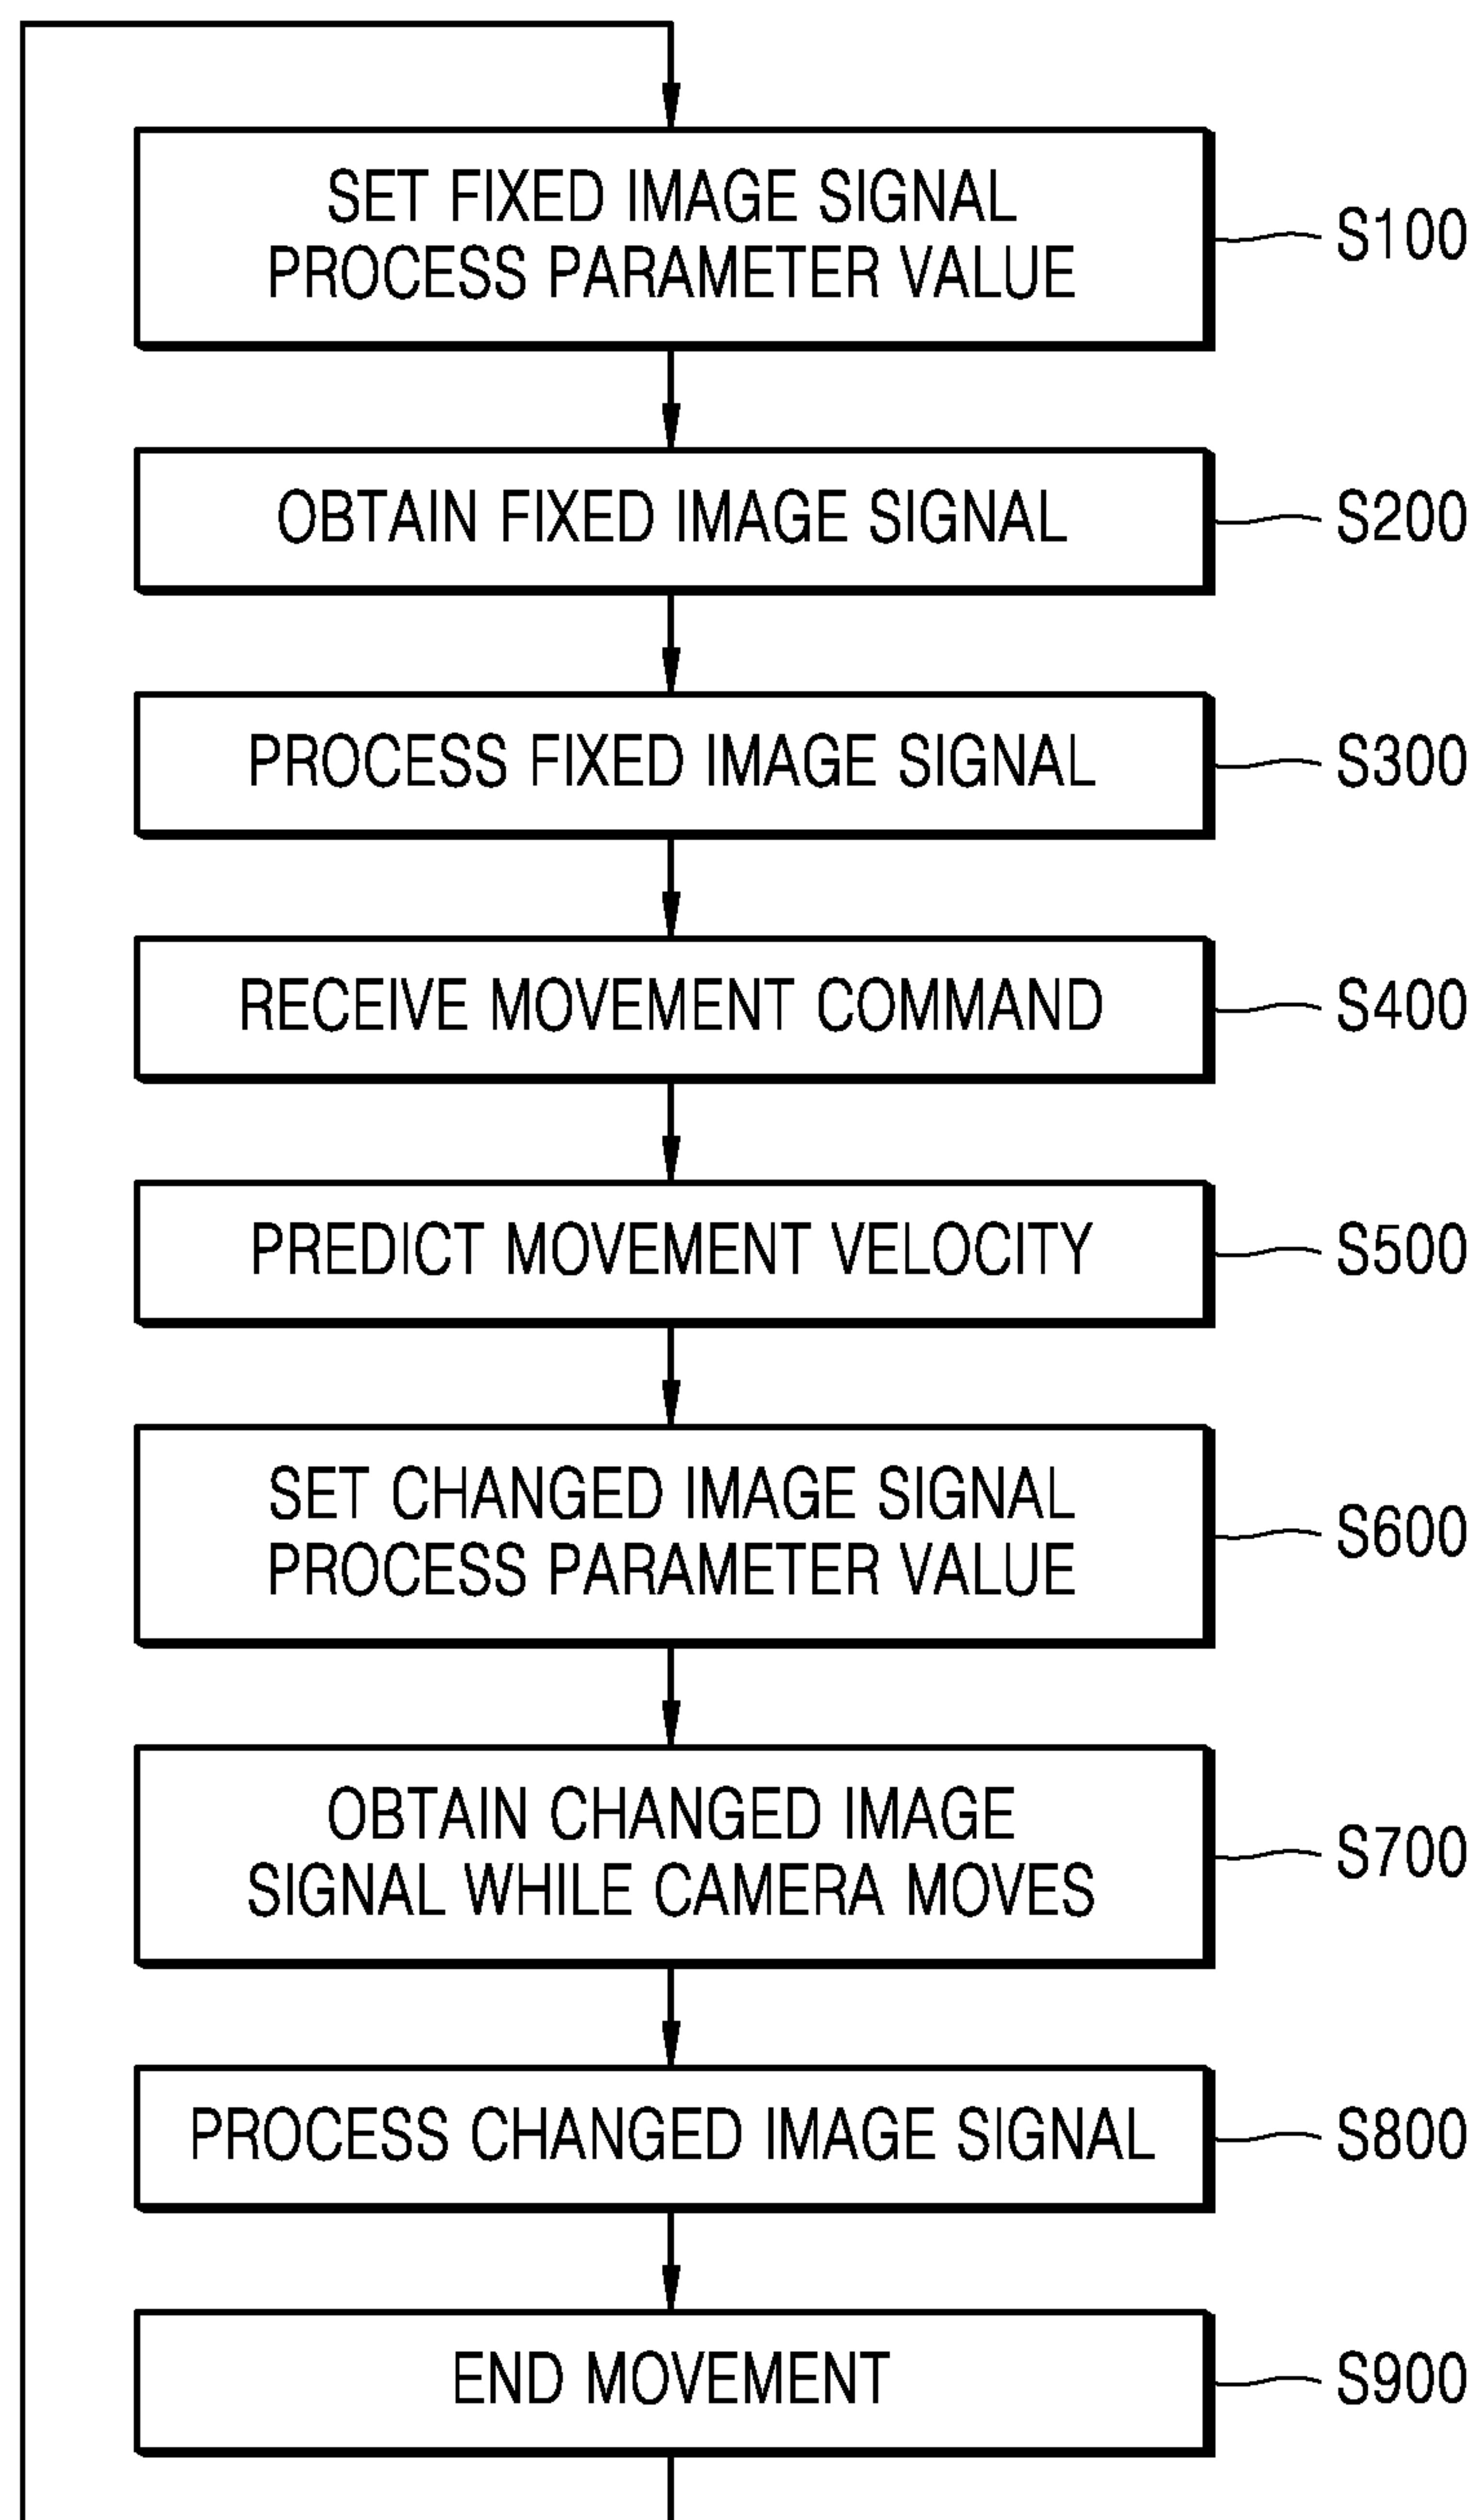 SET FIXED IMAGE SIGNAL
PROCESS PARAMETER VALUE
S100
OBTAIN FIXED IMAGE SIGNAL
S200
PROCESS FIXED IMAGE SIGNAL
S300
RECEIVE MOVEMENT COMMAND
S400
PREDICT MOVEMENT VELOCITY
S500
SET CHANGED IMAGE SIGNAL
PROCESS PARAMETER VALUE
S600
OBTAIN CHANGED IMAGE
SIGNAL WHILE CAMERA MOVES
S700
PROCESS CHANGED IMAGE SIGNAL
S800
END MOVEMENT
S900